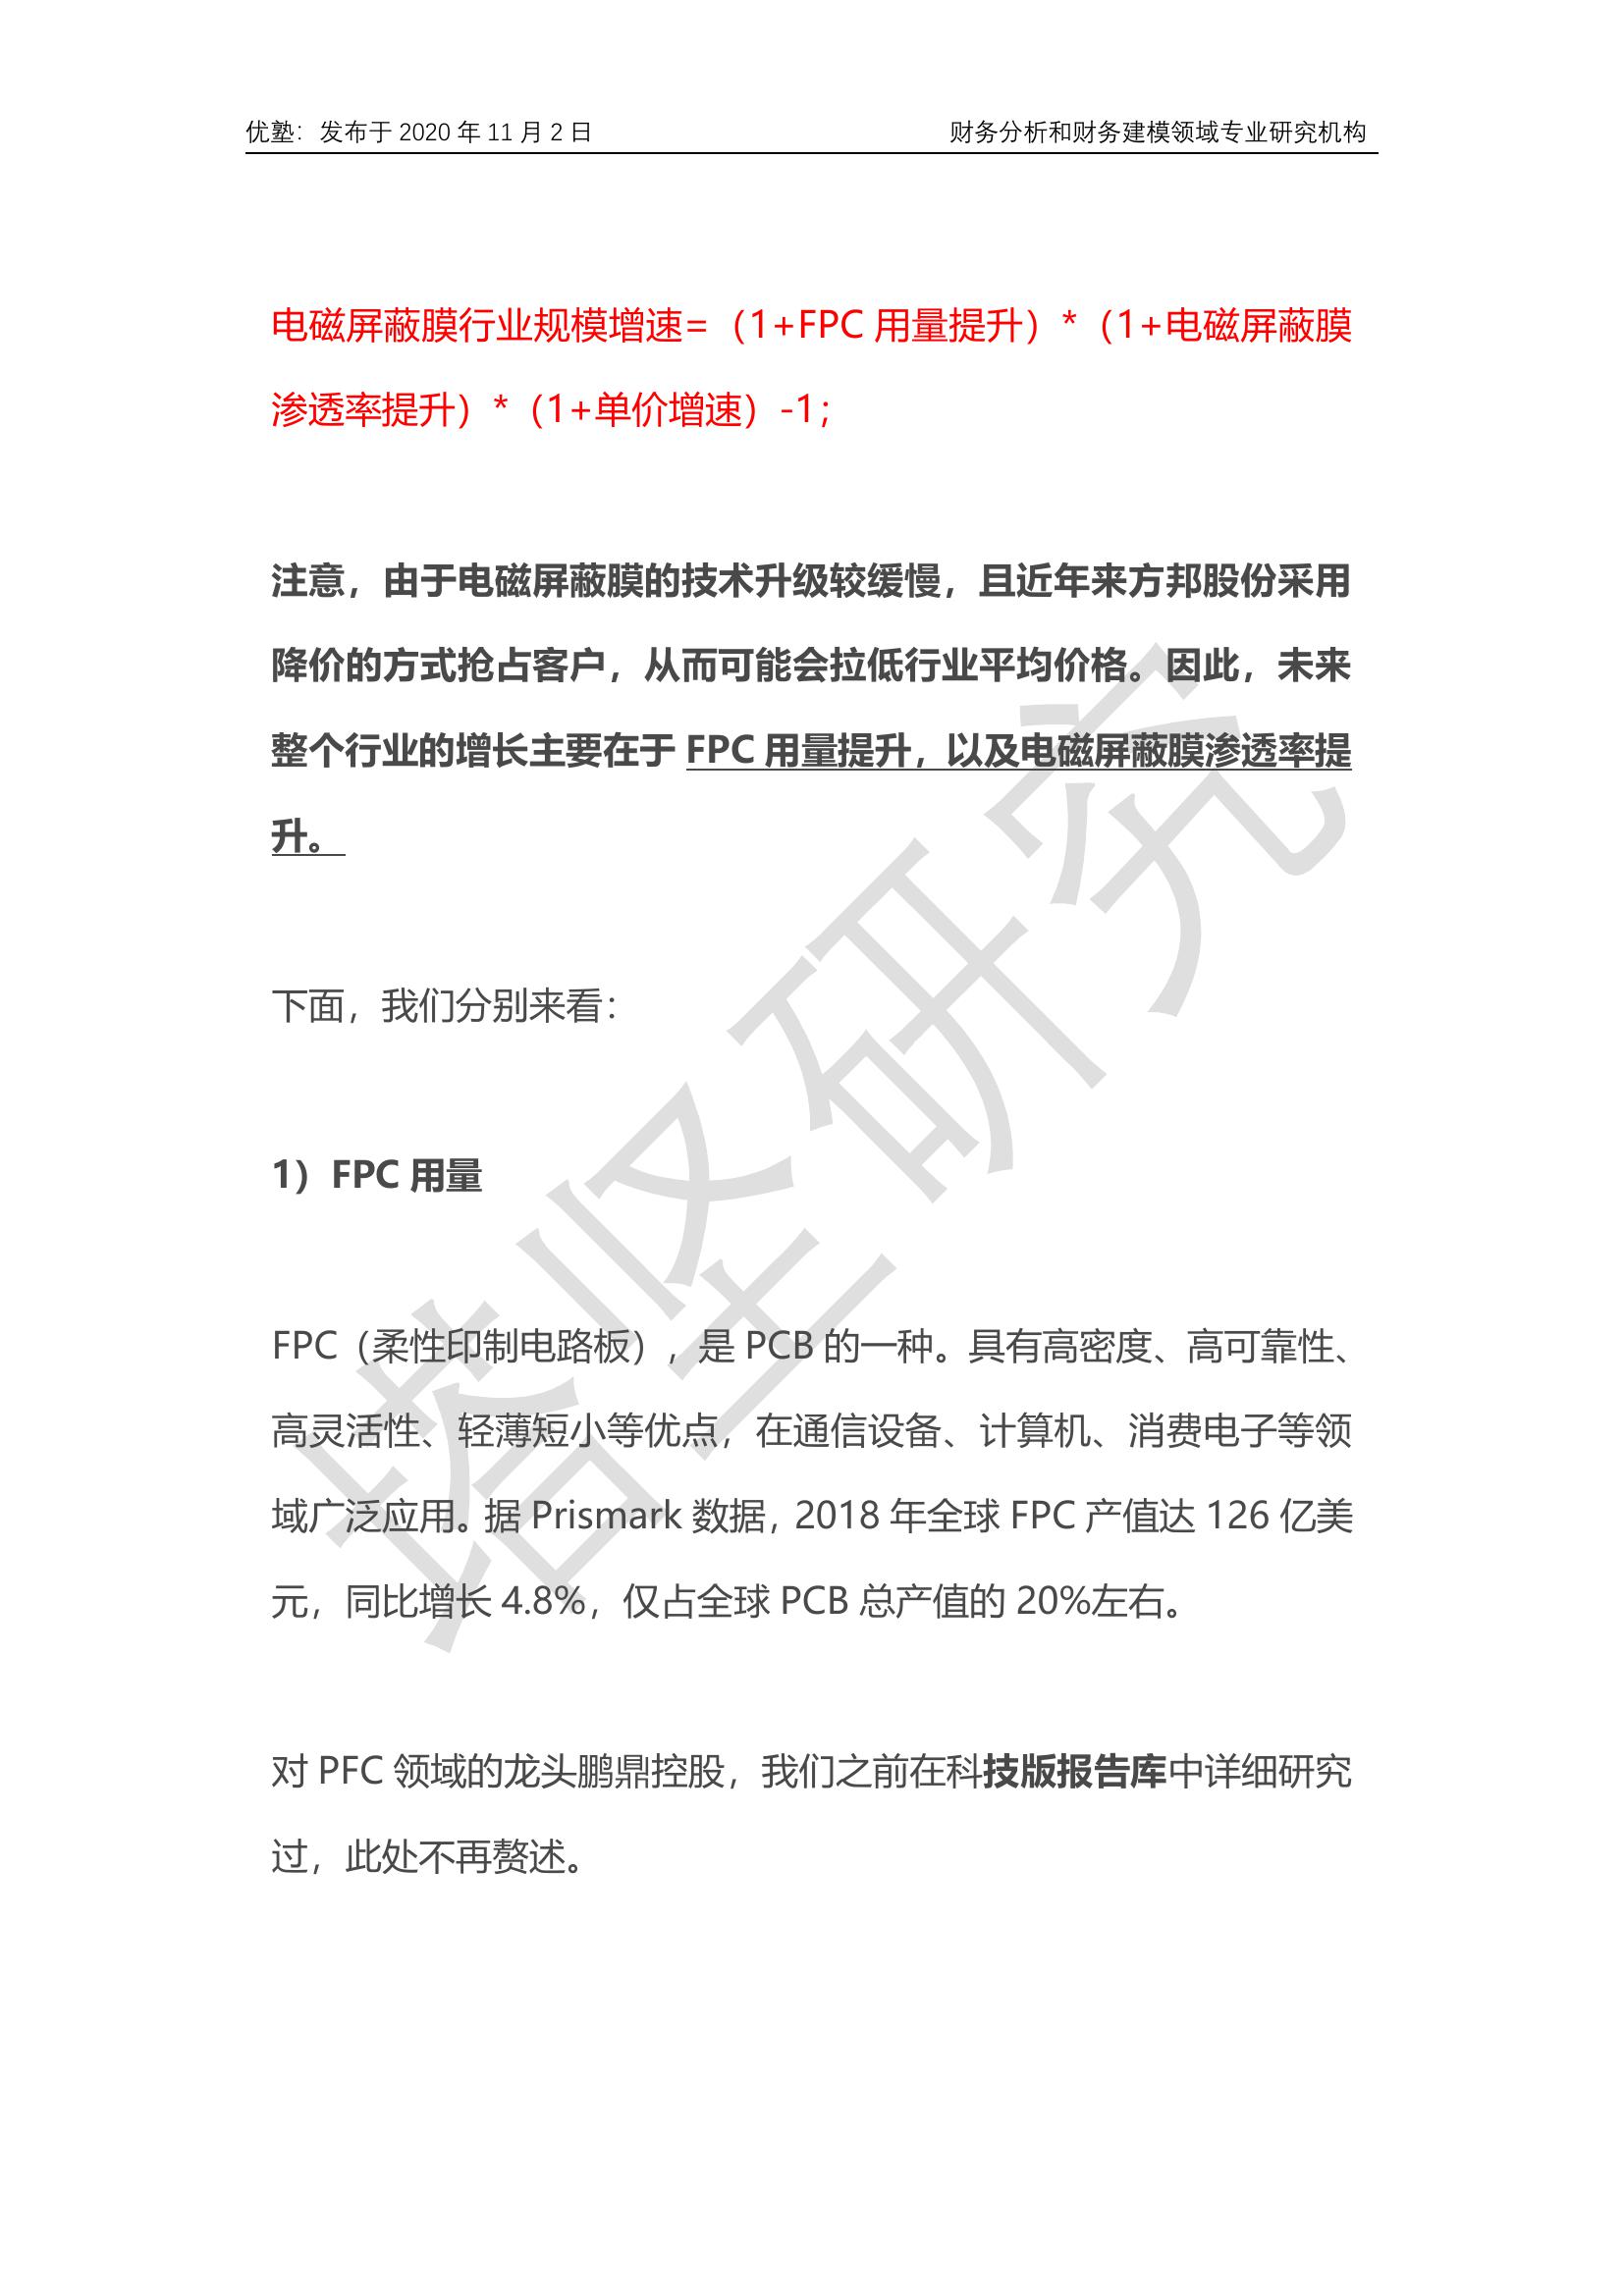 优塾：发布于 2020 年 11 月 2 日 财务分析和财务建模领域专业研究机构
电磁屏蔽膜行业规模增速=（1+FPC 用量提升）*（1+电磁屏蔽膜
渗透率提升）*（1+单价增速）-1；
注意，由于电磁屏蔽膜的技术升级较缓慢，且近年来方邦股份采用
降价的方式抢占客户，从而可能会拉低行业平均价格。因此，未来
整个行业的增长主要在于 FPC 用量提升，以及电磁屏蔽膜渗透率提
升。
下面，我们分别来看：
1）FPC 用量
FPC（柔性印制电路板），是 PCB 的一种。具有高密度、高可靠性、
高灵活性、轻薄短小等优点，在通信设备、计算机、消费电子等领
域广泛应用。据 Prismark 数据，2018 年全球 FPC 产值达 126 亿美
元，同比增长 4.8%，仅占全球 PCB 总产值的 20%左右。
对 PFC 领域的龙头鹏鼎控股，我们之前在科技版报告库中详细研究
过，此处不再赘述。
塔坚研究